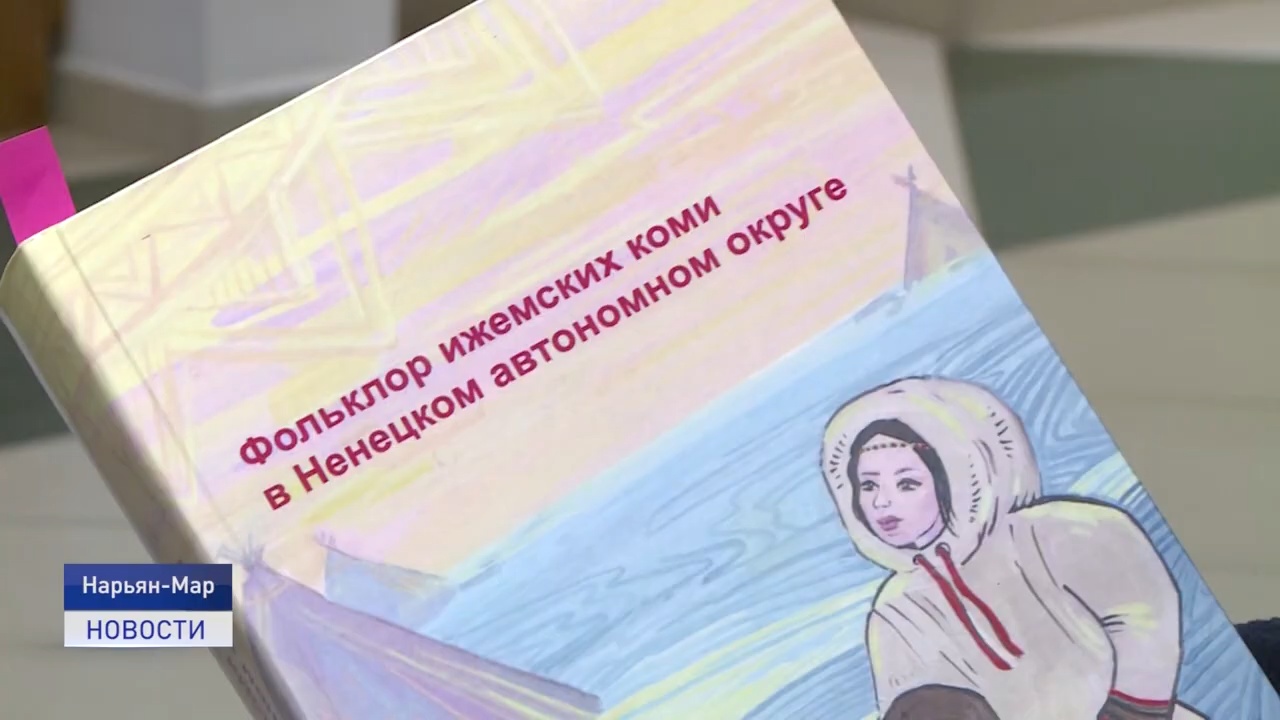 Фольклор ижемских коми
в Ненецком автономном округе
Нарьян-Мар
НОВОСТИ